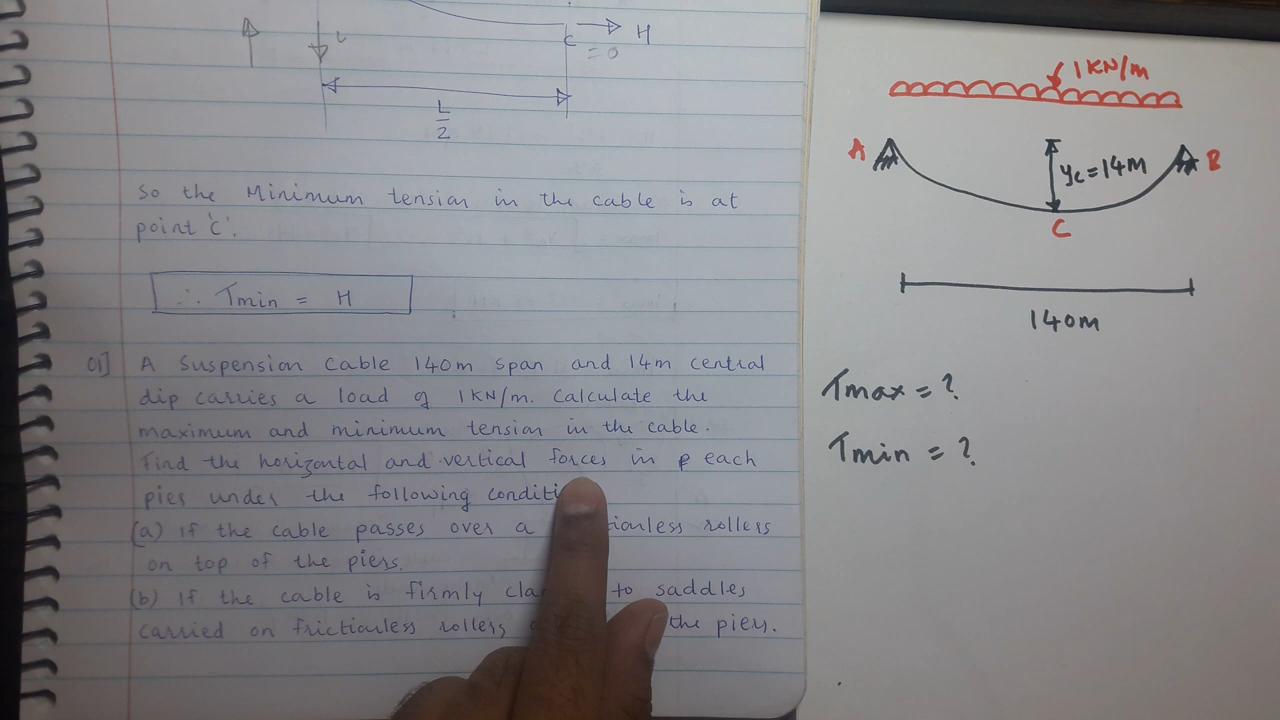 H
C
= 0
L
2
So the Minimum tension in the cable is at
point 'C'.
∴ Tmin = H
01] A Suspension Cable 140m span and 14m central
dip carries a load of 1KN/m. Calculate the
maximum and minimum tension in the cable.
Find the horizontal and vertical forces in each
pier under the following
(a) If the cable passes over a rollers
on top of the piers.
(b) If the cable is firmly to saddles
carried on frictionless rollers the piers.
1KN/m
A
yc=14m
B
C
140m
Tmax = ?
Tmin = ?